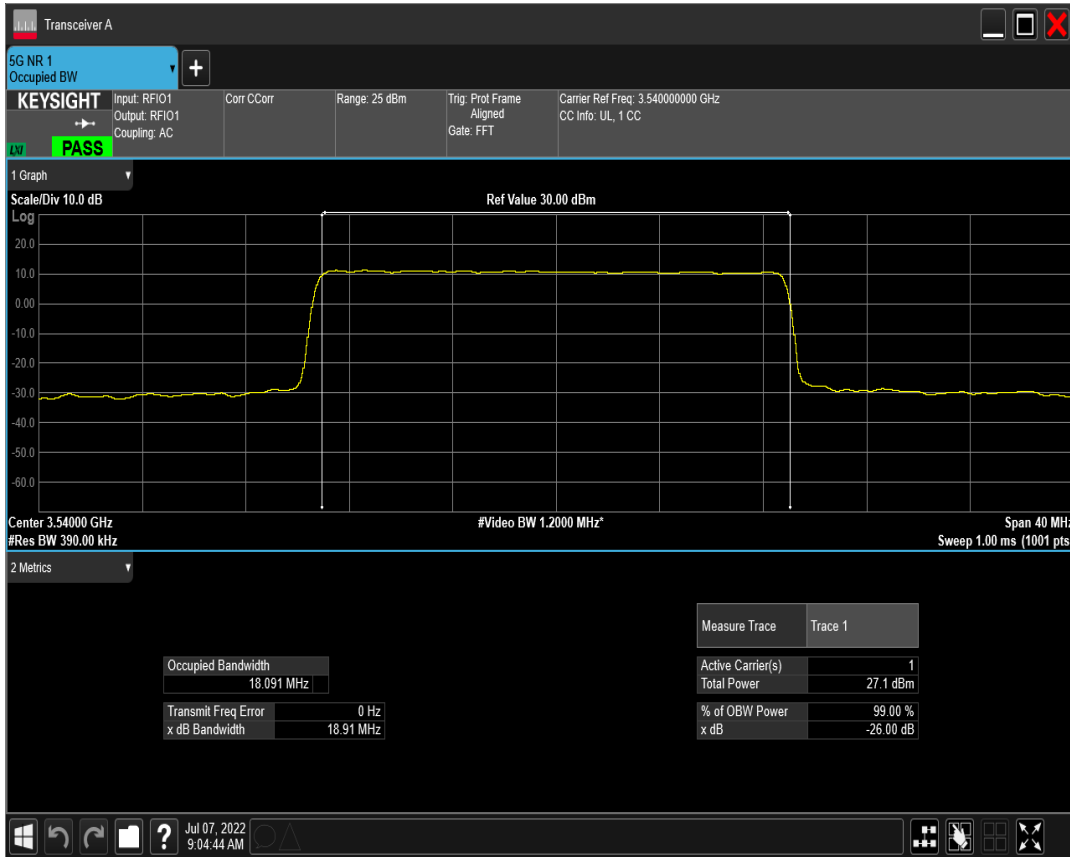 Transceiver A
5G NR 1
Occupied BW
+
KEYSIGHT
Input: RFIO1
Output: RFIO1
Coupling: AC
LXI
PASS
Corr CCorr
Range: 25 dBm
Trig: Prot Frame
Aligned
Gate: FFT
Carrier Ref Freq: 3.540000000 GHz
CC Info: UL, 1 CC
1 Graph
Scale/Div 10.0 dB
Ref Value 30.00 dBm
Log
20.0
10.0
0.00
-10.0
-20.0
-30.0
-40.0
-50.0
-60.0
Center 3.54000 GHz
#Video BW 1.2000 MHz*
Span 40 MHz
#Res BW 390.00 kHz
Sweep 1.00 ms (1001 pts
2 Metrics
Measure Trace Trace 1
Occupied Bandwidth
18.091 MHz
Active Carrier(s) 1
Total Power 27.1 dBm
Transmit Freq Error 0 Hz
x dB Bandwidth 18.91 MHz
% of OBW Power 99.00 %
x dB -26.00 dB
?
Jul 07, 2022
9:04:44 AM